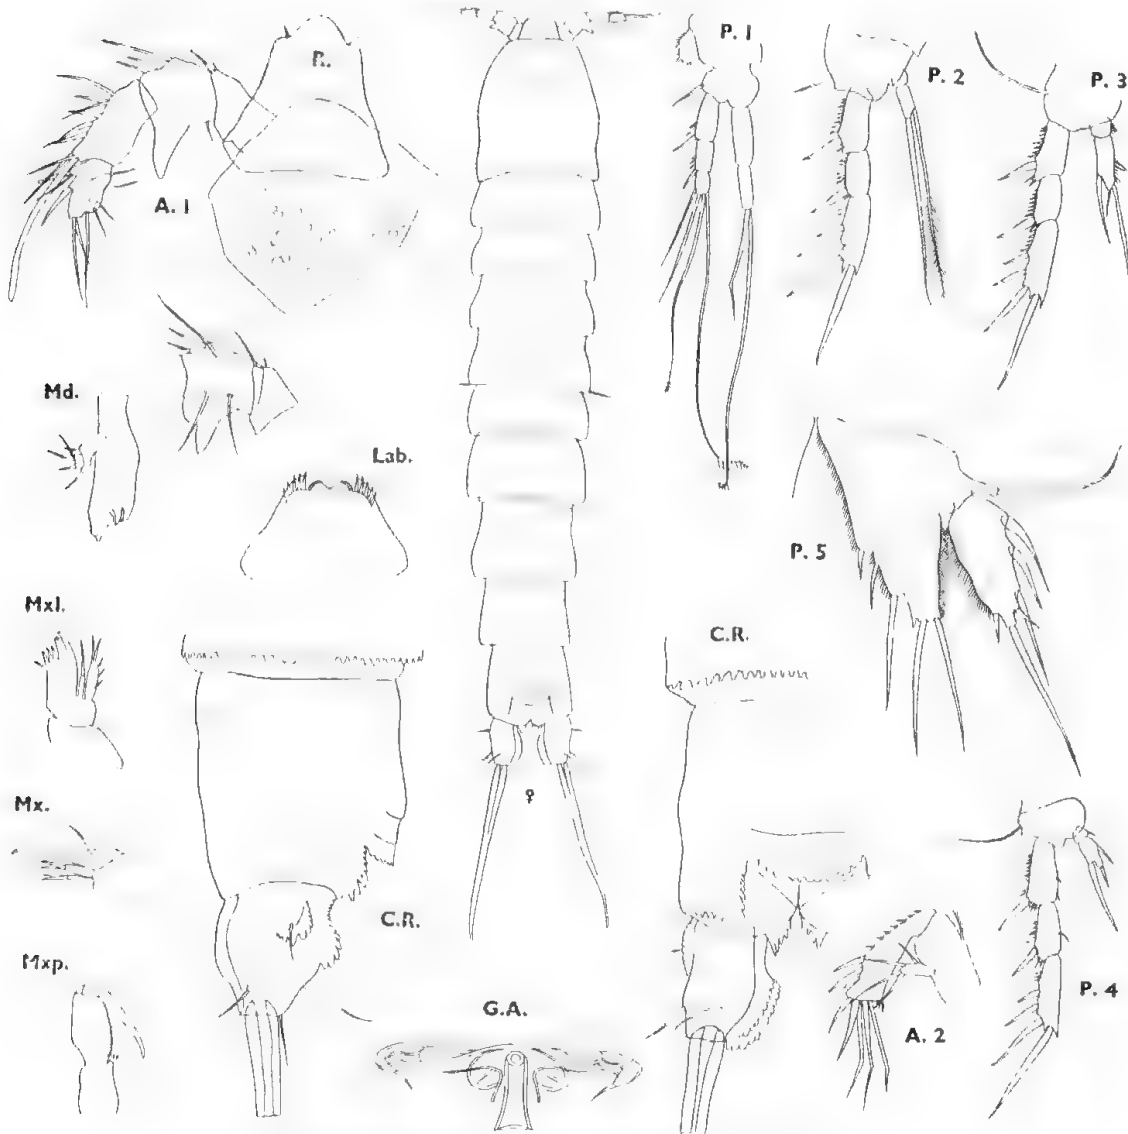 R.
P. 1
P. 2
P. 3
A. 1
Md.
Lab.
P. 5
Mxl.
C.R.
Mx.
♀
C.R.
Mxp.
G.A.
A. 2
P. 4